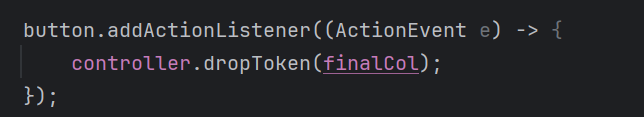 button.addActionListener((ActionEvent e) -> {
    controller.dropToken(finalCol);
});